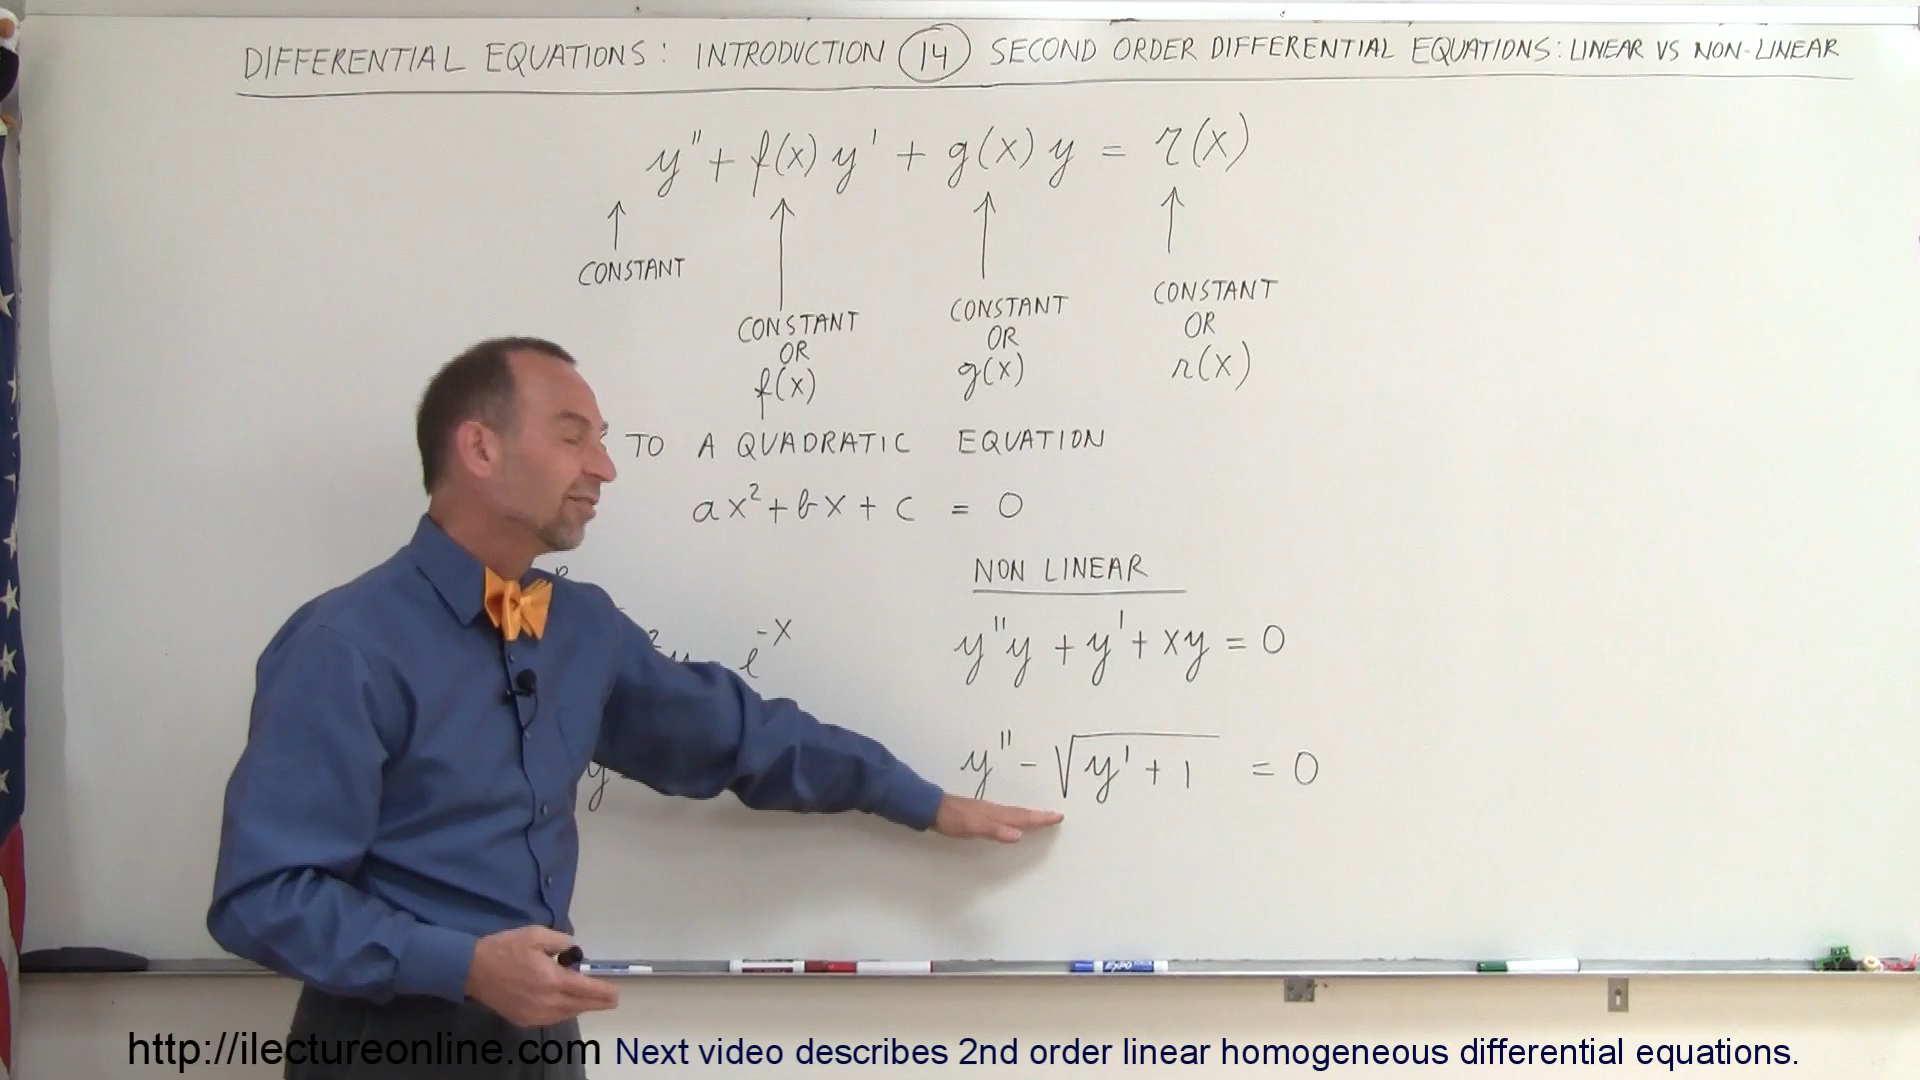 DIFFERENTIAL EQUATIONS: INTRODUCTION 14 SECOND ORDER DIFFERENTIAL EQUATIONS: LINEAR VS NON-LINEAR
y" + f(x) y' + g(x) y = r(x)
CONSTANT
CONSTANT OR f(x)
CONSTANT OR g(x)
CONSTANT OR r(x)
TO A QUADRATIC EQUATION
ax² + bx + c = 0
NON LINEAR
e^-x
y"y + y' + xy = 0
y" - √(y' + 1) = 0
EXPO
http://ilectureonline.com Next video describes 2nd order linear homogeneous differential equations.